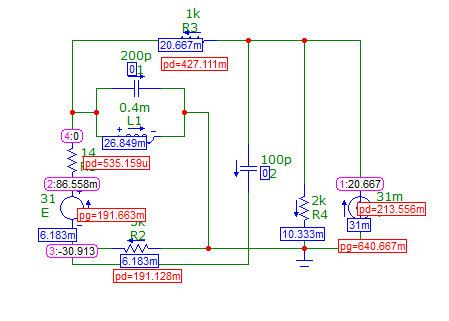 1k
R3
20.667m
pd=427.111m
200p
0
1
0.4m
L1
26.849m
4:0
14
pd=535.159u
2:86.558m
31
E
pg=191.663m
6.183m
3:-30.913
R2
6.183m
pd=191.128m
100p
0
2
2k
R4
10.333m
1:20.667
31m
pd=213.556m
31m
pg=640.667m